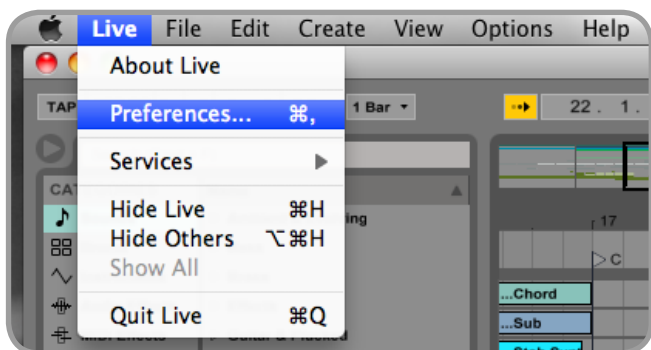 Live File Edit Create View Options Help
About Live
TAP
Preferences... ⌘,
1 Bar
22. 1.
Services
CAT
Hide Live ⌘H
ing
17
Hide Others ⌥⌘H
C
Show All
...Chord
Quit Live ⌘Q
...Sub